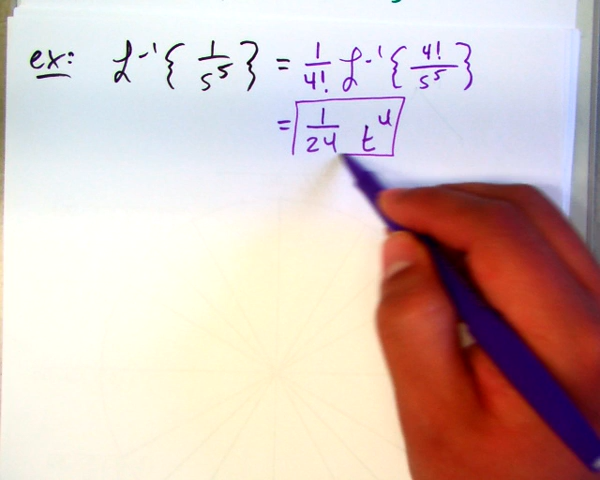 ex: ℒ⁻¹{ 1/s⁵ } = 1/4! ℒ⁻¹{ 4!/s⁵ }
= 1/24 t⁴